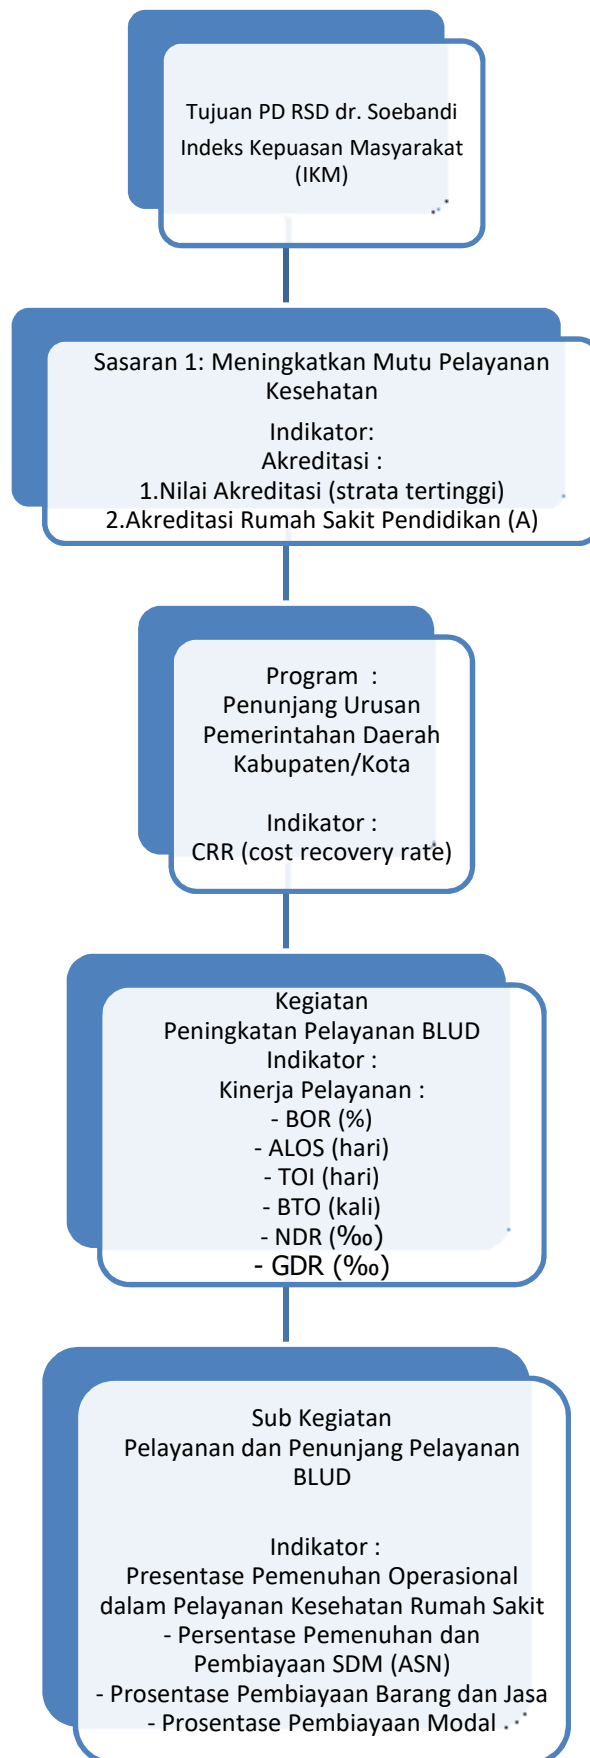 Tujuan PD RSD dr. Soebandi
Indeks Kepuasan Masyarakat
(IKM)
Sasaran 1: Meningkatkan Mutu Pelayanan
Kesehatan
Indikator:
Akreditasi :
1.Nilai Akreditasi (strata tertinggi)
2.Akreditasi Rumah Sakit Pendidikan (A)
Program :
Penunjang Urusan
Pemerintahan Daerah
Kabupaten/Kota
Indikator :
CRR (cost recovery rate)
Kegiatan
Peningkatan Pelayanan BLUD
Indikator :
Kinerja Pelayanan :
- BOR (%)
- ALOS (hari)
- TOI (hari)
- BTO (kali)
- NDR (‰)
- GDR (‰)
Sub Kegiatan
Pelayanan dan Penunjang Pelayanan
BLUD
Indikator :
Presentase Pemenuhan Operasional
dalam Pelayanan Kesehatan Rumah Sakit
- Persentase Pemenuhan dan
Pembiayaan SDM (ASN)
- Prosentase Pembiayaan Barang dan Jasa
- Prosentase Pembiayaan Modal